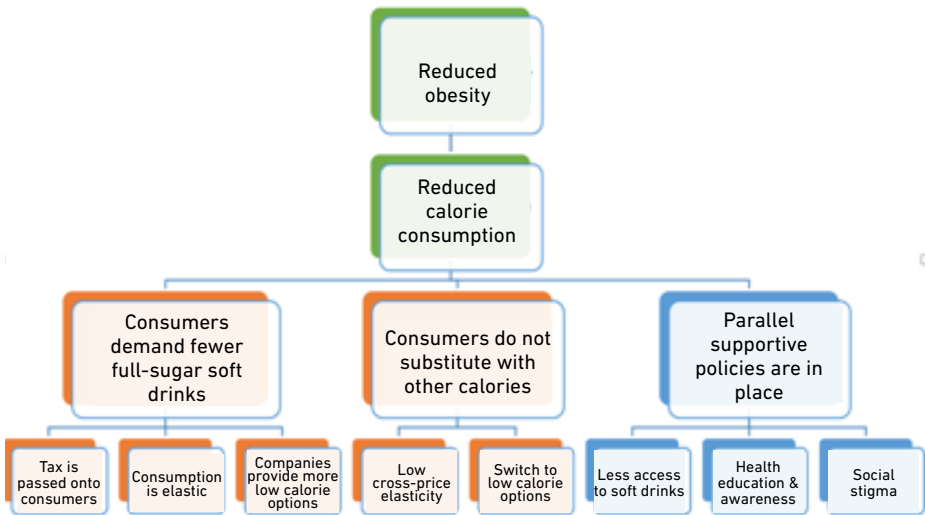 Reduced
obesity
Reduced
calorie
consumption
Consumers
demand fewer
full-sugar soft
drinks
Consumers do not
substitute with
other calories
Parallel
supportive
policies are in
place
Tax is
passed onto
consumers
Consumption
is elastic
Companies
provide more
low calorie
options
Low
cross-price
elasticity
Switch to
low calorie
options
Less access
to soft drinks
Health
education &
awareness
Social
stigma